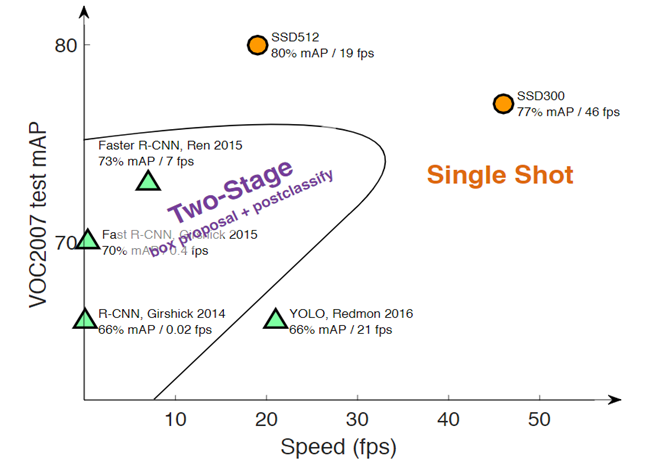 80
SSD512
80% mAP / 19 fps
SSD300
77% mAP / 46 fps
Faster R-CNN, Ren 2015
73% mAP / 7 fps
Two-Stage
box proposal + postclassify
Single Shot
VOC2007 test mAP
70
Fast R-CNN, Girshick 2015
70% mAP / 0.4 fps
R-CNN, Girshick 2014
66% mAP / 0.02 fps
YOLO, Redmon 2016
66% mAP / 21 fps
10 20 30 40 50
Speed (fps)